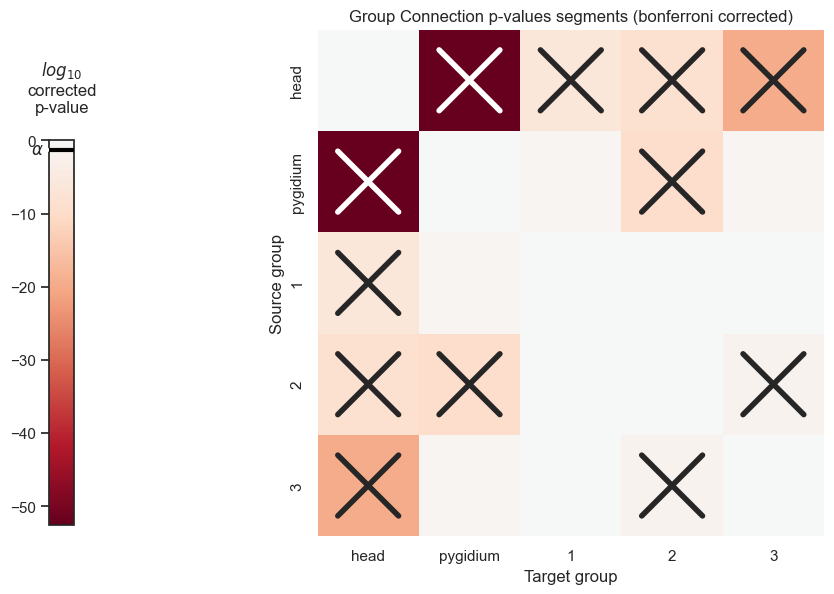 Group Connection p-values segments (bonferroni corrected)
log10
corrected
p-value
0
α
−10
−20
−30
−40
−50
Source group
head
pygidium
1
2
3
head
pygidium
1
2
3
Target group